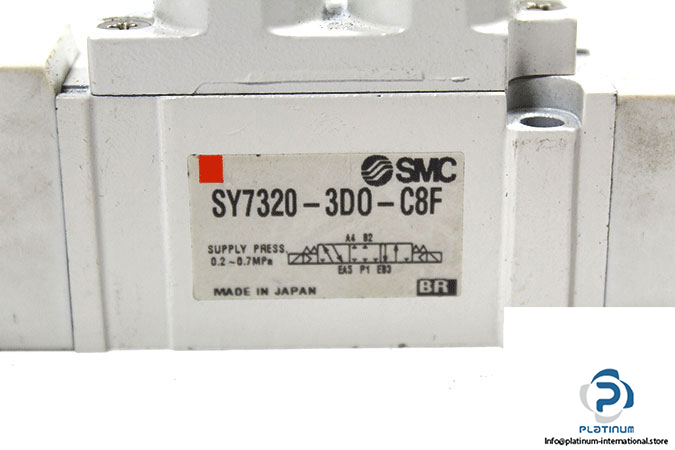 SMC
SY7320-3D0-C8F
SUPPLY PRESS.
0.2~0.7MPa
A4 B2
EA5 P1 EB3
MADE IN JAPAN
BR
P
PLATINUM
info@platinum-international.store